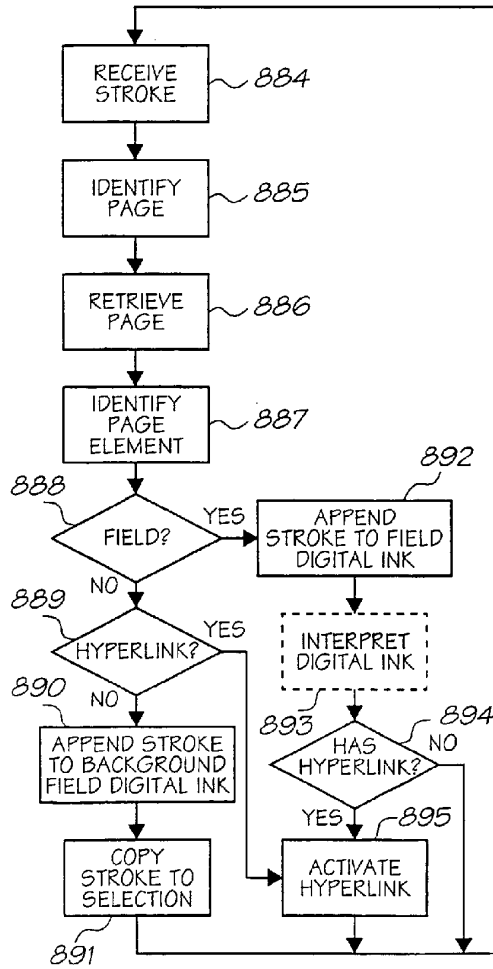 RECEIVE
STROKE
884
IDENTIFY
PAGE
885
RETRIEVE
PAGE
886
IDENTIFY
PAGE
ELEMENT
887
888
FIELD?
YES
NO
892
APPEND
STROKE TO FIELD
DIGITAL INK
889
HYPERLINK?
YES
NO
INTERPRET
DIGITAL INK
893
890
APPEND STROKE
TO BACKGROUND
FIELD DIGITAL INK
894
HAS
HYPERLINK?
NO
YES
895
COPY
STROKE TO
SELECTION
891
ACTIVATE
HYPERLINK